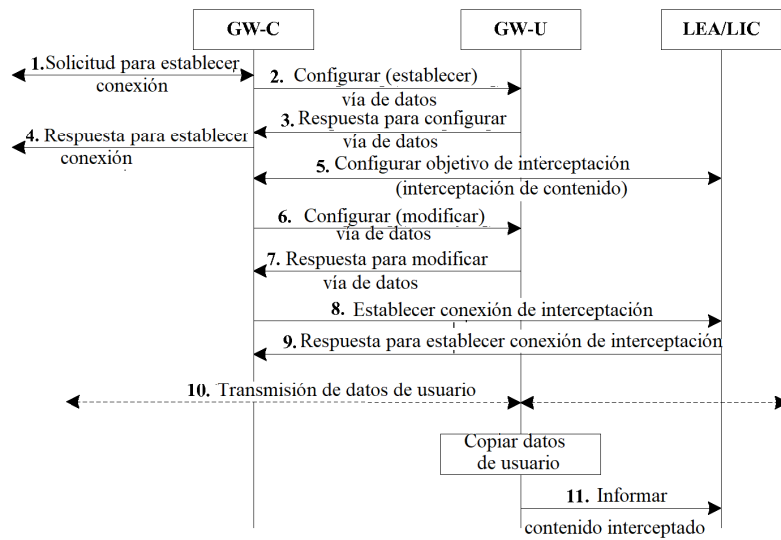 GW-C
GW-U
LEA/LIC
1. Solicitud para establecer
conexión
2. Configurar (establecer)
vía de datos
3. Respuesta para configurar
vía de datos
4. Respuesta para establecer
conexión
5. Configurar objetivo de interceptación
(interceptación de contenido)
6. Configurar (modificar)
vía de datos
7. Respuesta para modificar
vía de datos
8. Establecer conexión de interceptación
9. Respuesta para establecer conexión de interceptación
10. Transmisión de datos de usuario
Copiar datos
de usuario
11. Informar
contenido interceptado